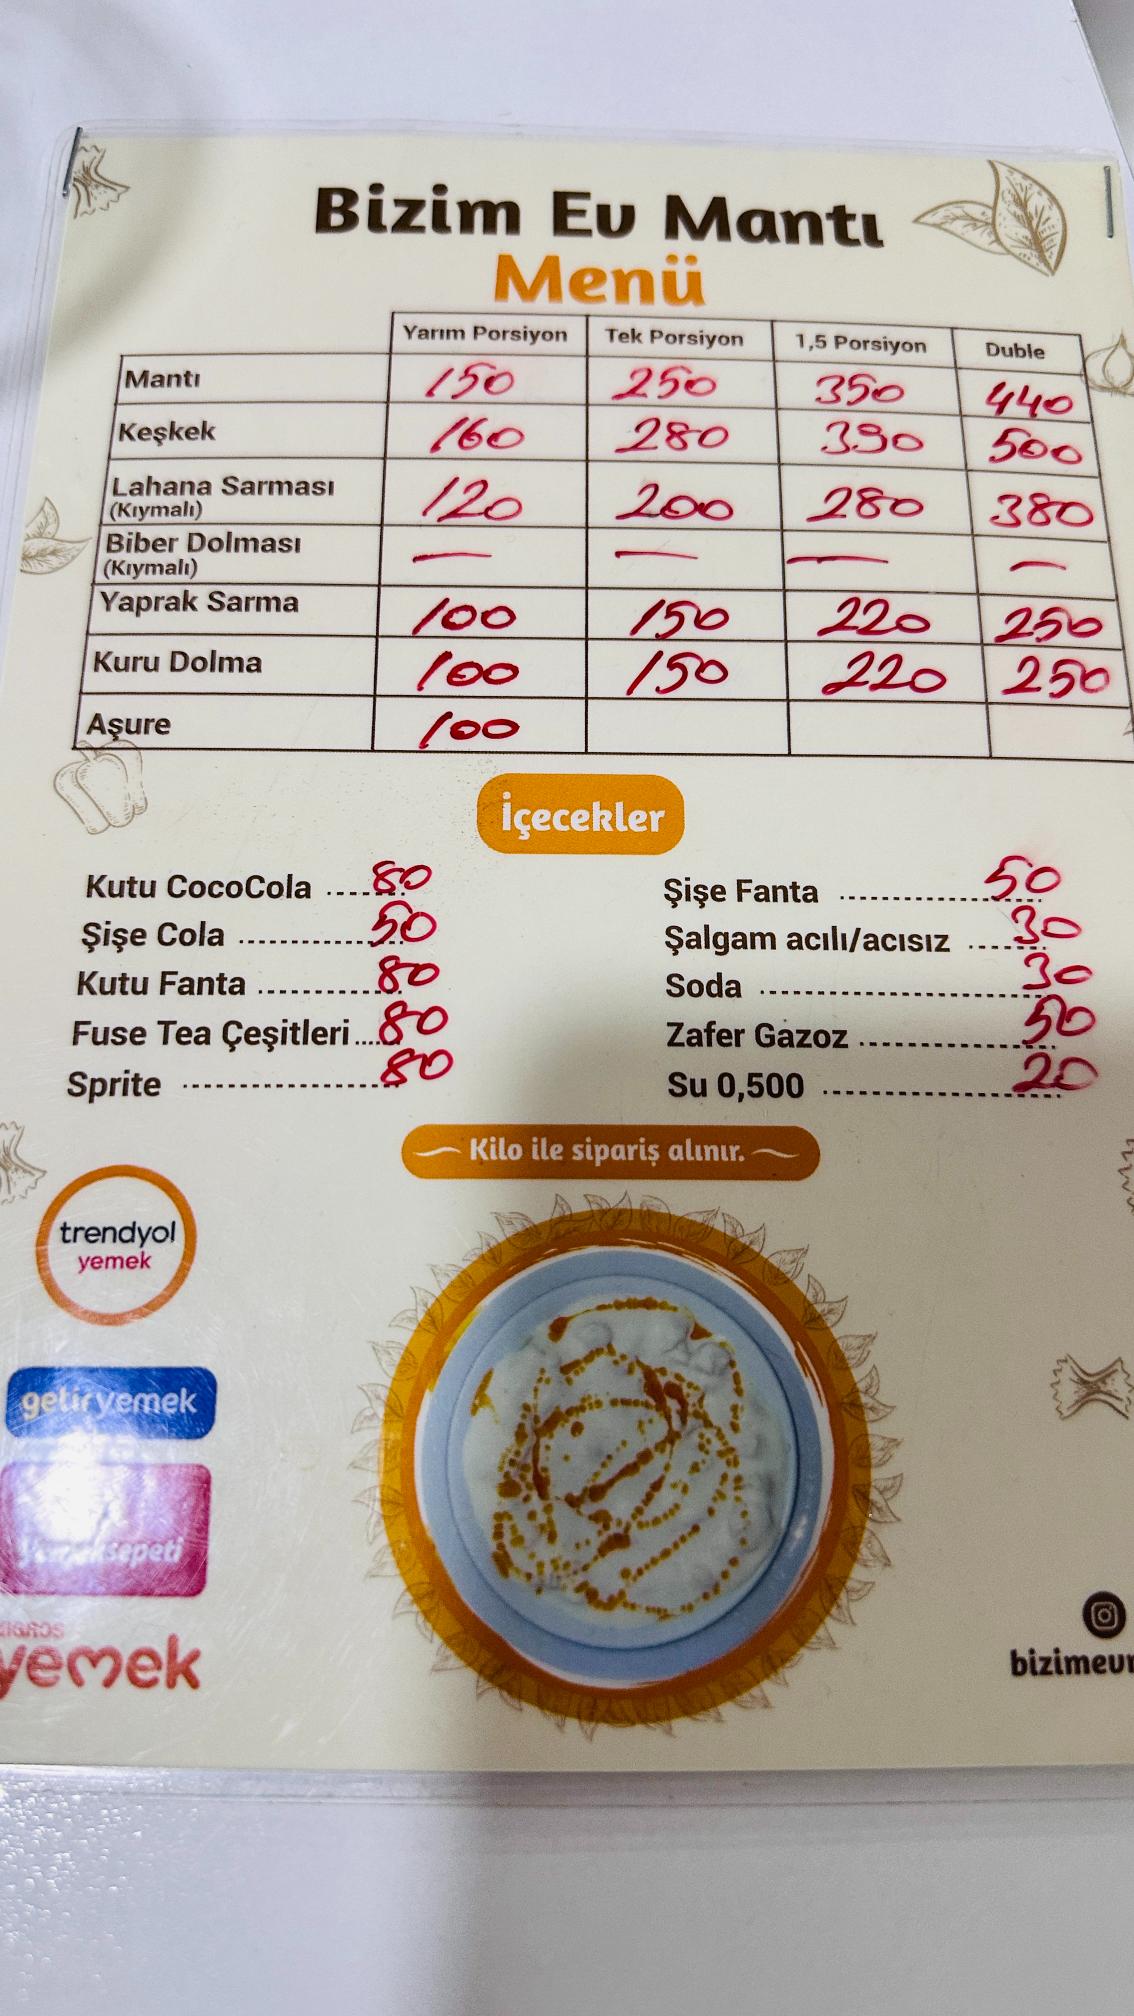 Bizim Ev Mantı
Menü
Yarım Porsiyon Tek Porsiyon 1,5 Porsiyon Duble
Mantı 150 250 350 440
Keşkek 160 280 390 500
Lahana Sarması 120 200 280 380
(Kıymalı)
Biber Dolması — — — —
(Kıymalı)
Yaprak Sarma 100 150 220 250
Kuru Dolma 100 150 220 250
Aşure 100
İçecekler
Kutu CocoCola ........ 80
Şişe Cola ................ 50
Kutu Fanta .............. 80
Fuse Tea Çeşitleri ..... 80
Sprite ........................ 80
Şişe Fanta ........................ 50
Şalgam acılı/acısız ........ 30
Soda .................................. 30
Zafer Gazoz ...................... 50
Su 0,500 ........................... 20
Kilo ile sipariş alınır.
trendyol
yemek
getiryemek
yemeksepeti
MIGROS
yemek
bizimevm